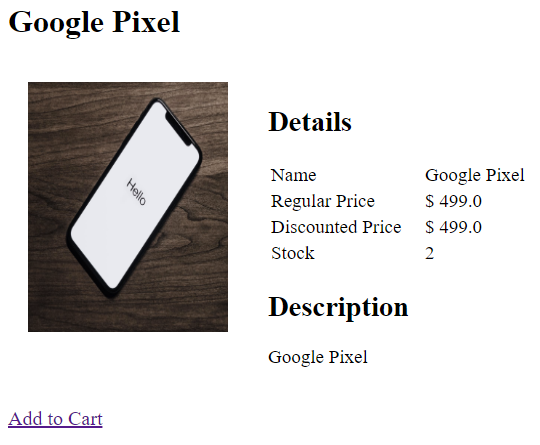 Google Pixel
Hello
Details
Name Google Pixel
Regular Price $ 499.0
Discounted Price $ 499.0
Stock 2
Description
Google Pixel
Add to Cart